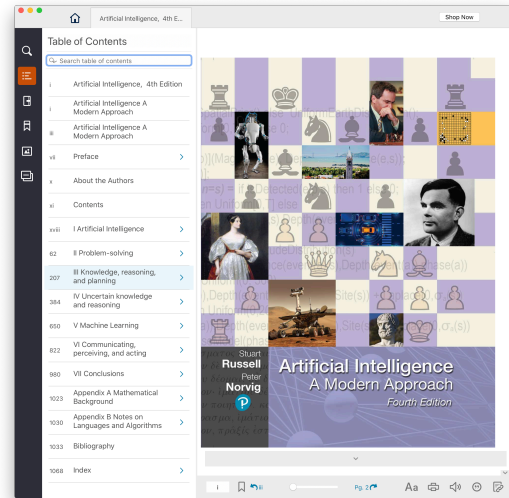 Artificial Intelligence, 4th E...
Shop Now
Table of Contents
Search table of contents
i Artificial Intelligence, 4th Edition
i Artificial Intelligence A
Modern Approach
iii Artificial Intelligence A
Modern Approach
vii Preface
x About the Authors
xi Contents
xviii I Artificial Intelligence
62 II Problem-solving
207 III Knowledge, reasoning,
and planning
384 IV Uncertain knowledge
and reasoning
650 V Machine Learning
822 VI Communicating,
perceiving, and acting
980 VII Conclusions
1023 Appendix A Mathematical
Background
1030 Appendix B Notes on
Languages and Algorithms
1033 Bibliography
1068 Index
Stuart
Russell
Peter
Norvig
P
Artificial Intelligence
A Modern Approach
Fourth Edition
i
iii
Pg. 2
Aa